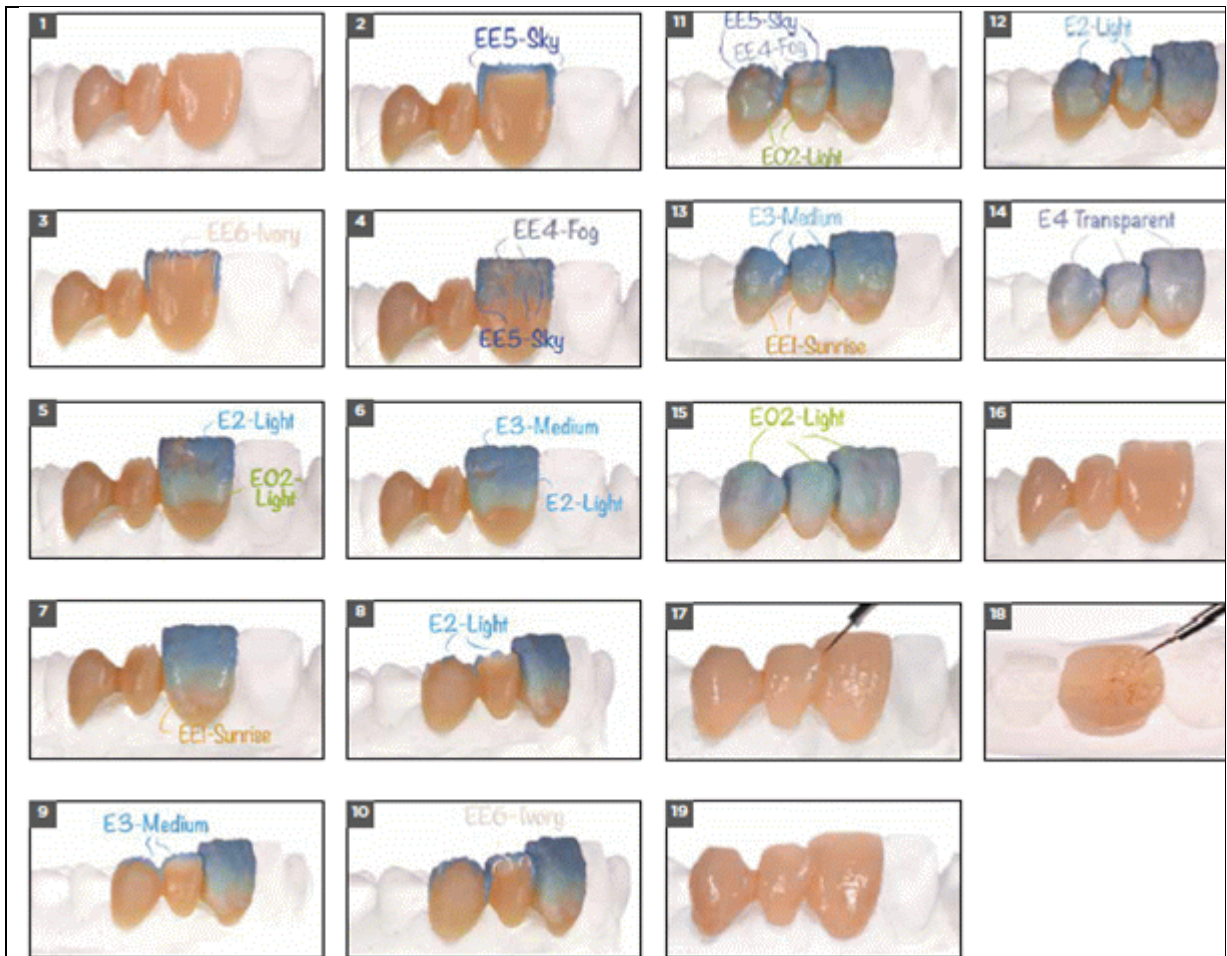 1
2
EE5-Sky
3
EE6-Ivory
4
EE4-Fog
EE5-Sky
5
E2-Light
EO2-
Light
6
E3-Medium
E2-Light
7
EE1-Sunrise
8
E2-Light
9
E3-Medium
10
EE6-Ivory
11
EE5-Sky
EE4-Fog
EO2-Light
12
E2-Light
13
E3-Medium
EE1-Sunrise
14
E4 Transparent
15
EO2-Light
16
17
18
19